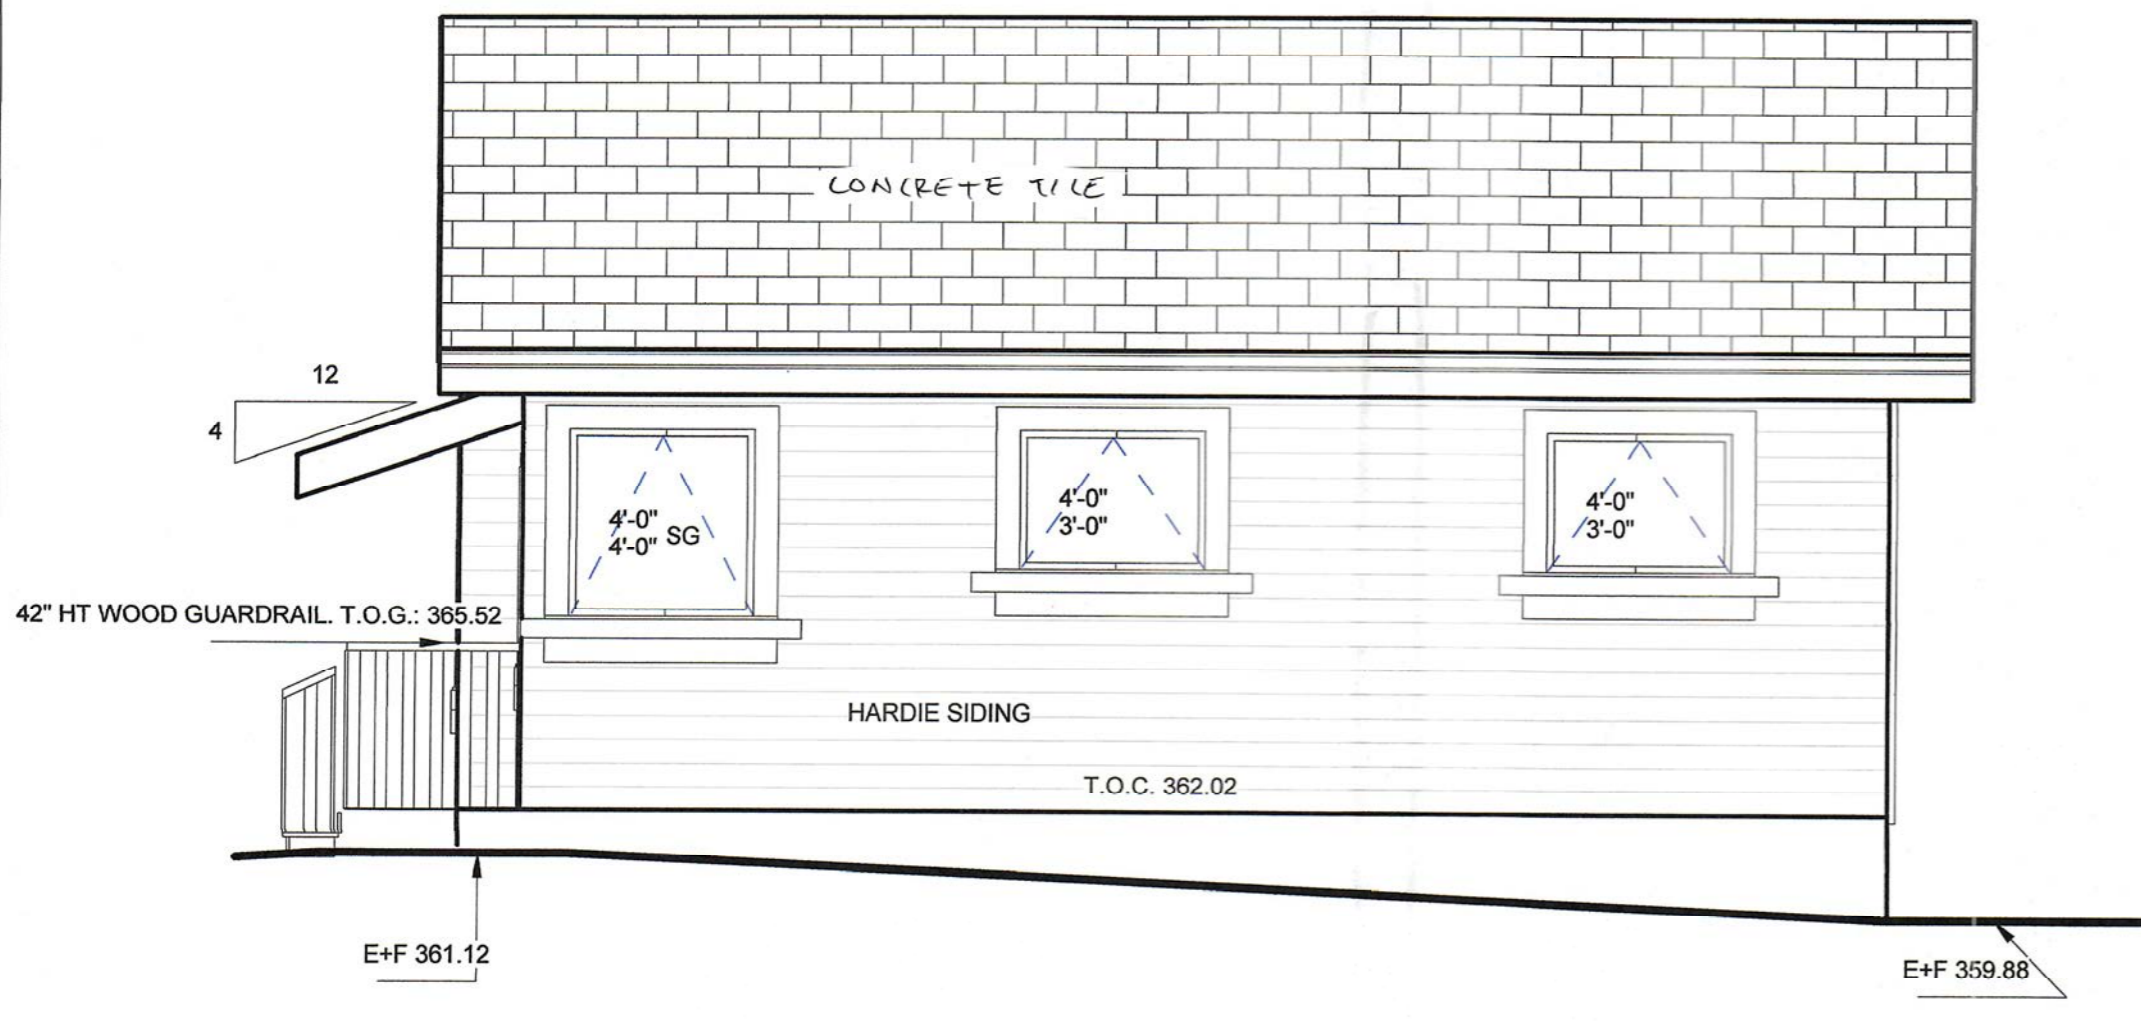 CONCRETE TILE
12
4
4'-0"
4'-0" SG
4'-0"
3'-0"
4'-0"
3'-0"
42" HT WOOD GUARDRAIL. T.O.G.: 365.52
HARDIE SIDING
T.O.C. 362.02
E+F 361.12
E+F 359.88